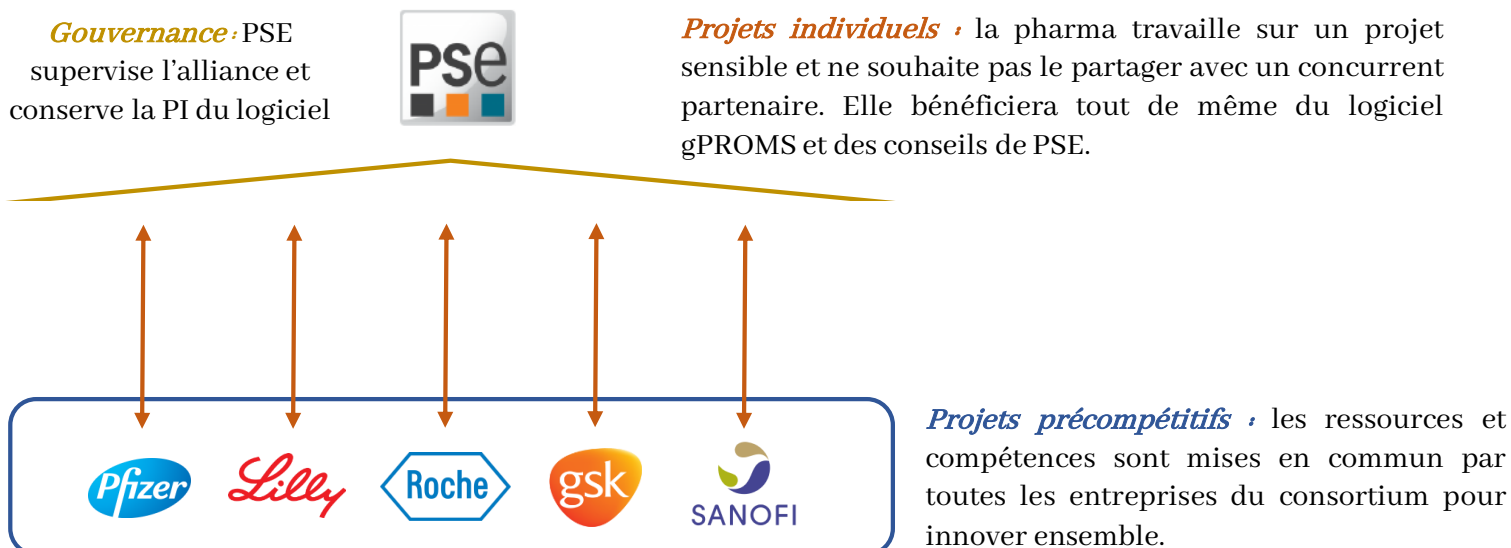 Gouvernance : PSE
supervise l’alliance et
conserve la PI du logiciel
PSe
Projets individuels : la pharma travaille sur un projet
sensible et ne souhaite pas le partager avec un concurrent
partenaire. Elle bénéficiera tout de même du logiciel
gPROMS et des conseils de PSE.
Pfizer
Lilly
Roche
gsk
SANOFI
Projets précompétitifs : les ressources et
compétences sont mises en commun par
toutes les entreprises du consortium pour
innover ensemble.